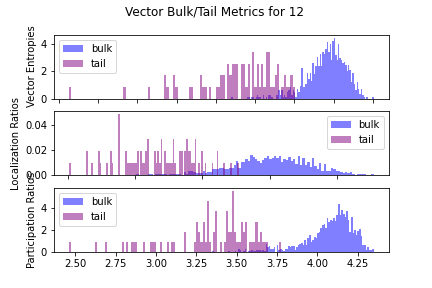 Vector Bulk/Tail Metrics for 12
Vector Entropies
4
2
0
bulk
tail
Localization Ratios
0.04
0.02
0.00
bulk
tail
Participation Ratios
4
2
0
bulk
tail
2.50 2.75 3.00 3.25 3.50 3.75 4.00 4.25